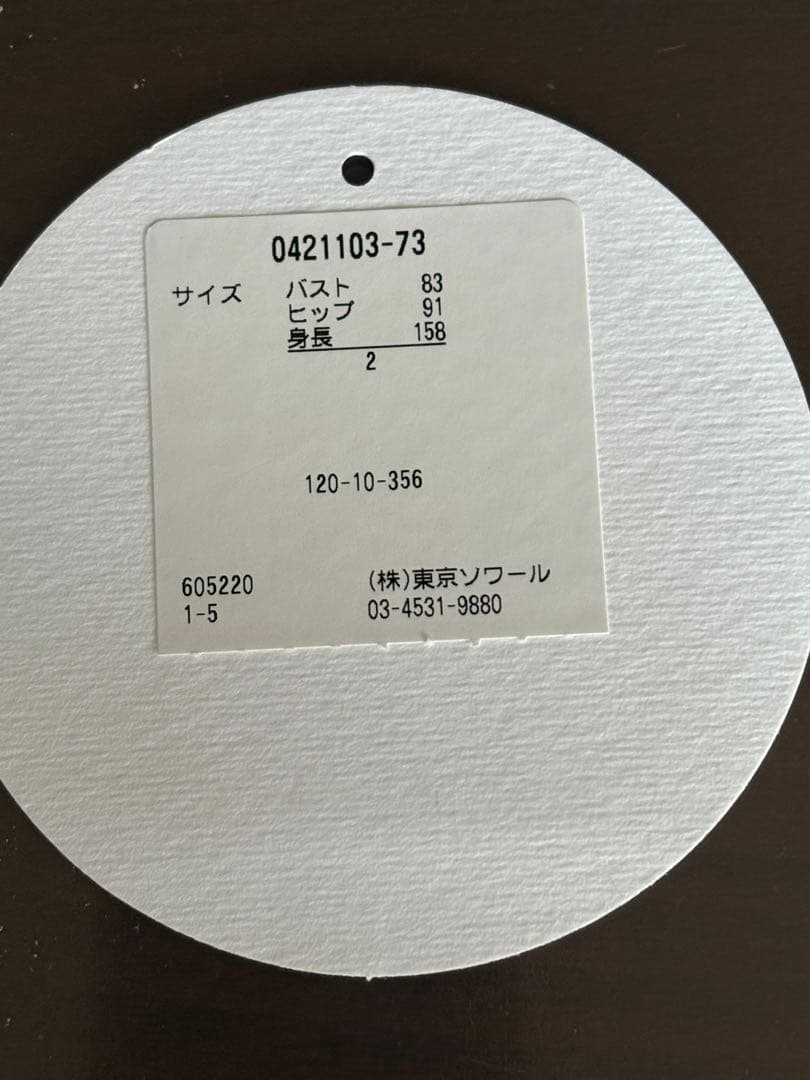 0421103-73
サイズ バスト 83
ヒップ 91
身長 158
2
120-10-356
605220 (株)東京ソワール
1-5 03-4531-9880